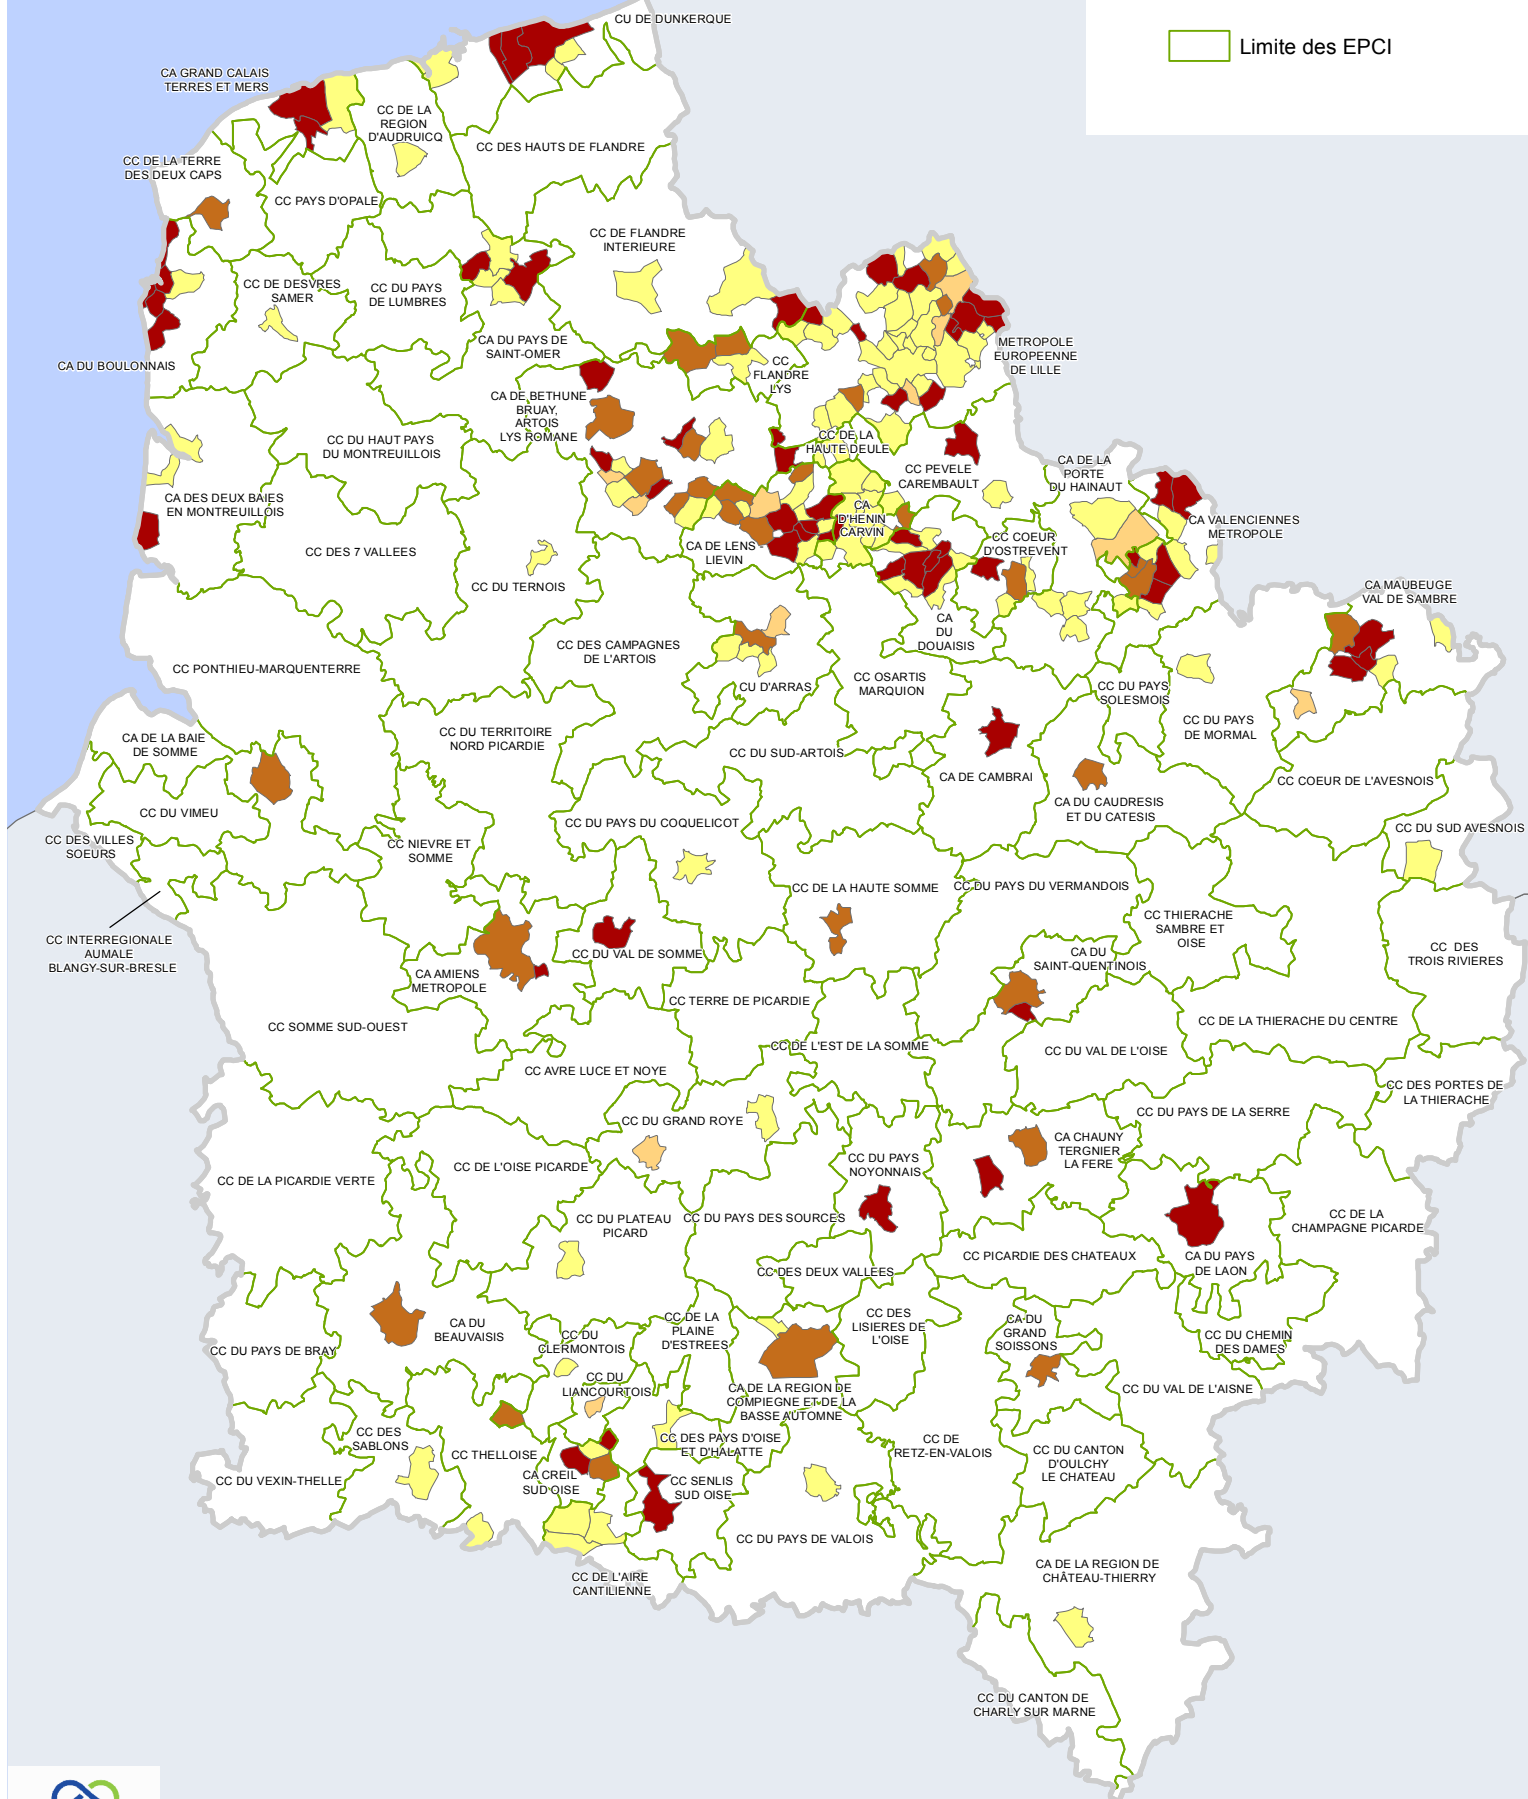 CU DE DUNKERQUE
Limite des EPCI
CA GRAND CALAIS
TERRES ET MERS
CC DE LA
REGION
D'AUDRUICQ
CC DES HAUTS DE FLANDRE
CC DE LA TERRE
DES DEUX CAPS
CC PAYS D'OPALE
CC DE FLANDRE
INTERIEURE
CC DE DESVRES
SAMER
CC DU PAYS
DE LUMBRES
CA DU PAYS DE
SAINT-OMER
METROPOLE
EUROPEENNE
DE LILLE
CA DU BOULONNAIS
CC
FLANDRE
LYS
CA DE BETHUNE
BRUAY,
ARTOIS
LYS ROMANE
CC DU HAUT PAYS
DU MONTREUILLOIS
CC DE LA
HAUTE DEULE
CC PEVELE
CAREMBAULT
CA DE LA
PORTE
DU HAINAUT
CA DES DEUX BAIES
EN MONTREUILLOIS
CA
D'HENIN
CARVIN
CA VALENCIENNES
METROPOLE
CC DES 7 VALLEES
CA DE LENS
LIEVIN
CC COEUR
D'OSTREVENT
CC DU TERNOIS
CA MAUBEUGE
VAL DE SAMBRE
CA
DU
DOUAISIS
CC DES CAMPAGNES
DE L'ARTOIS
CC PONTHIEU-MARQUENTERRE
CU D'ARRAS
CC OSARTIS
MARQUION
CC DU PAYS
SOLESMOIS
CC DU PAYS
DE MORMAL
CA DE LA BAIE
DE SOMME
CC DU TERRITOIRE
NORD PICARDIE
CC DU SUD-ARTOIS
CA DE CAMBRAI
CC COEUR DE L'AVESNOIS
CC DU VIMEU
CA DU CAUDRESIS
ET DU CATESIS
CC DU PAYS DU COQUELICOT
CC DU SUD AVESNOIS
CC DES VILLES
SOEURS
CC NIEVRE ET
SOMME
CC DE LA HAUTE SOMME
CC DU PAYS DU VERMANDOIS
CC THIERACHE
SAMBRE ET
OISE
CC INTERREGIONALE
AUMALE
BLANGY-SUR-BRESLE
CC DU VAL DE SOMME
CA DU
SAINT-QUENTINOIS
CC DES
TROIS RIVIERES
CA AMIENS
METROPOLE
CC TERRE DE PICARDIE
CC SOMME SUD-OUEST
CC DE LA THIERACHE DU CENTRE
CC DE L'EST DE LA SOMME
CC DU VAL DE L'OISE
CC AVRE LUCE ET NOYE
CC DES PORTES DE
LA THIERACHE
CC DU GRAND ROYE
CC DU PAYS DE LA SERRE
CA CHAUNY
TERGNIER
LA FERE
CC DE LA PICARDIE VERTE
CC DE L'OISE PICARDE
CC DU PAYS
NOYONNAIS
CC DU PLATEAU
PICARD
CC DU PAYS DES SOURCES
CC DE LA
CHAMPAGNE PICARDE
CC PICARDIE DES CHATEAUX
CA DU PAYS
DE LAON
CC DES DEUX VALLEES
CA DU
BEAUVAISIS
CC DU
CLERMONTOIS
CC DE LA
PLAINE
D'ESTREES
CC DES
LISIERES DE
L'OISE
CA DU
GRAND
SOISSONS
CC DU CHEMIN
DES DAMES
CC DU PAYS DE BRAY
CC DU
LIANCOURTOIS
CA DE LA REGION DE
COMPIEGNE ET DE LA
BASSE AUTOMNE
CC DU VAL DE L'AISNE
CC DES
SABLONS
CC THELLOISE
CC DES PAYS D'OISE
ET D'HALATTE
CC DE
RETZ-EN-VALOIS
CC DU CANTON
D'OULCHY
LE CHATEAU
CC DU VEXIN-THELLE
CA CREIL
SUD OISE
CC SENLIS
SUD OISE
CC DU PAYS DE VALOIS
CC DE L'AIRE
CANTILIENNE
CA DE LA REGION DE
CHÂTEAU-THIERRY
CC DU CANTON DE
CHARLY SUR MARNE